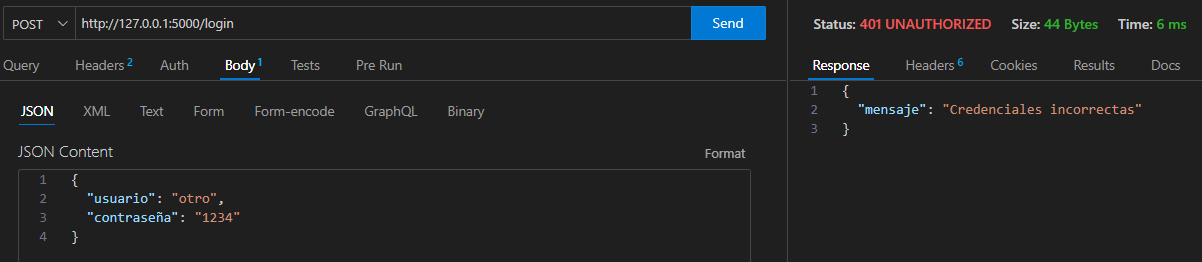 POST http://127.0.0.1:5000/login Send
Query Headers 2 Auth Body 1 Tests Pre Run
JSON XML Text Form Form-encode GraphQL Binary
JSON Content Format
1 {
2 "usuario": "otro",
3 "contraseña": "1234"
4 }
Status: 401 UNAUTHORIZED Size: 44 Bytes Time: 6 ms
Response Headers 6 Cookies Results Docs
1 {
2 "mensaje": "Credenciales incorrectas"
3 }